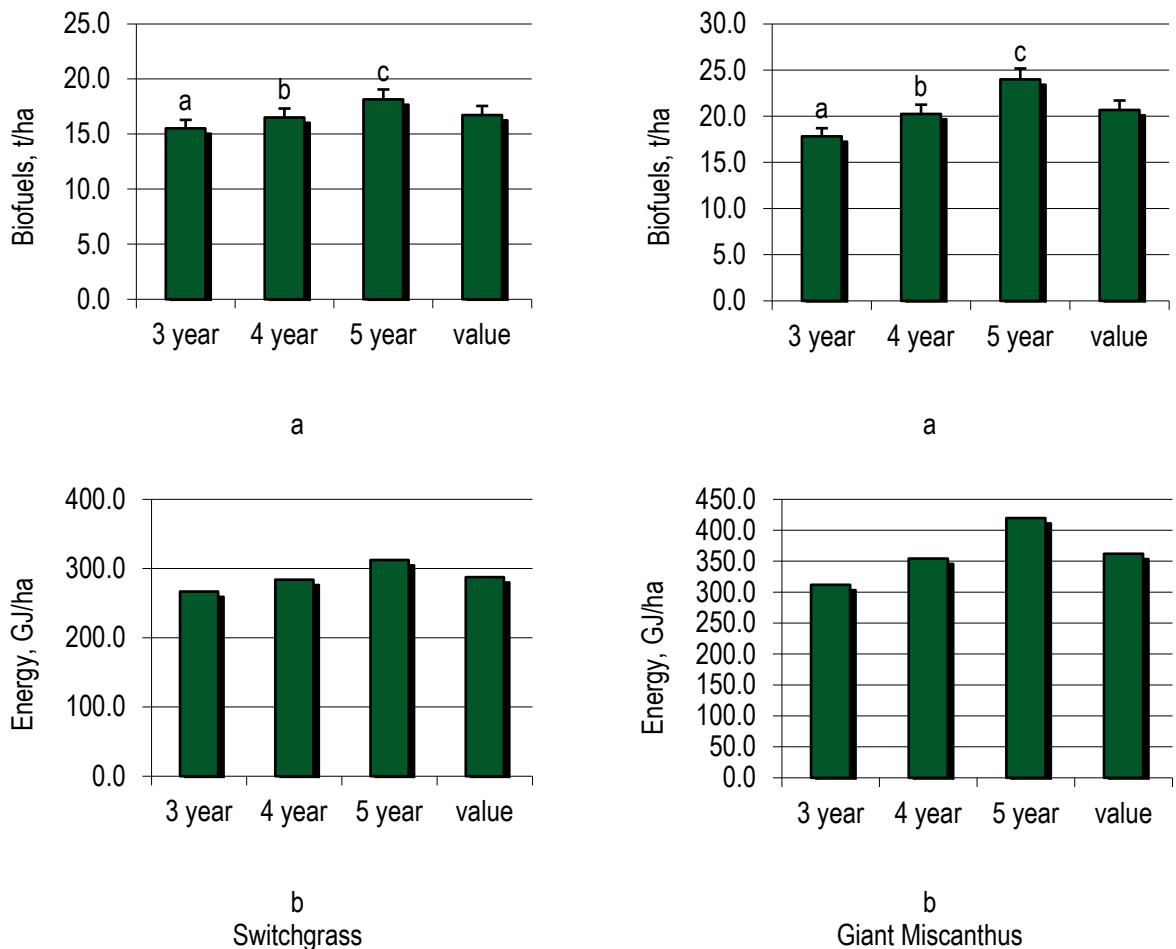 Biofuels, t/ha
25.0
20.0
15.0
10.0
5.0
0.0
a
b
c
3 year 4 year 5 year value
a
Biofuels, t/ha
30.0
25.0
20.0
15.0
10.0
5.0
0.0
a
b
c
3 year 4 year 5 year value
a
Energy, GJ/ha
400.0
300.0
200.0
100.0
0.0
3 year 4 year 5 year value
b
Switchgrass
Energy, GJ/ha
450.0
400.0
350.0
300.0
250.0
200.0
150.0
100.0
50.0
0.0
3 year 4 year 5 year value
b
Giant Miscanthus